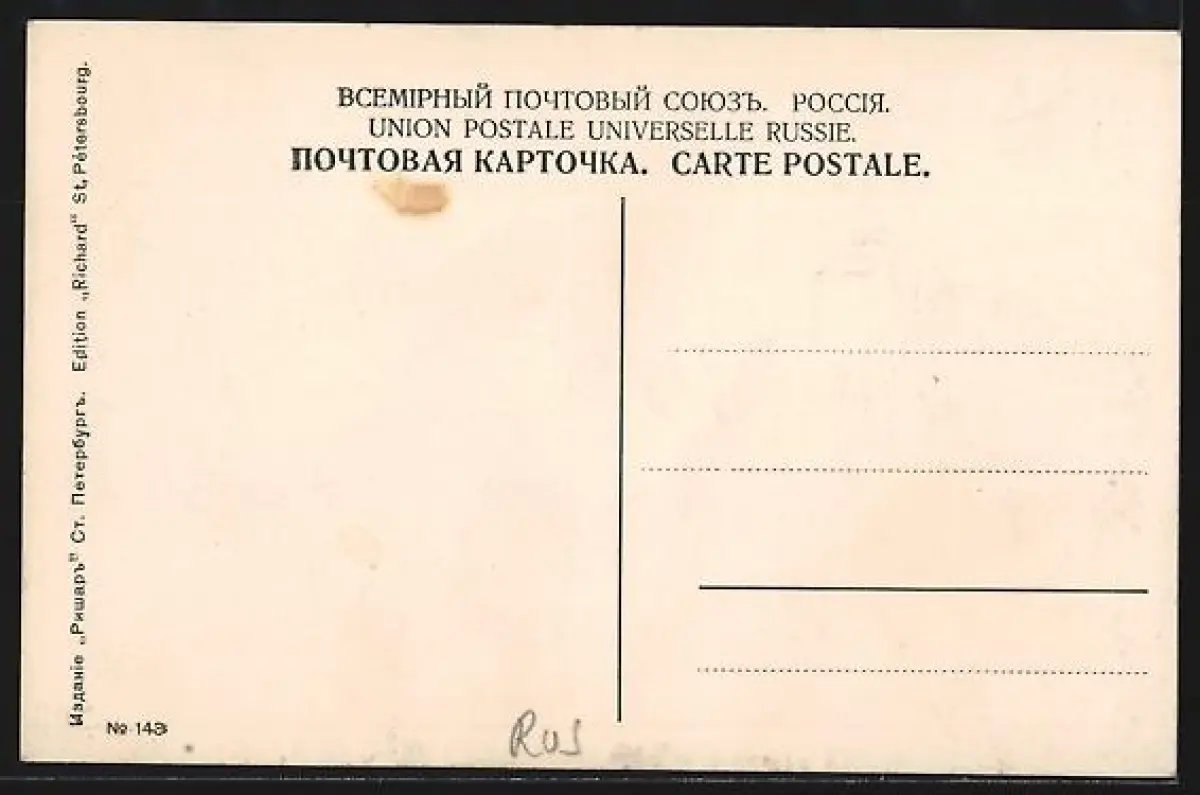 ВСЕМІРНЫЙ ПОЧТОВЫЙ СОЮЗЪ. РОССІЯ.
UNION POSTALE UNIVERSELLE RUSSIE.
ПОЧТОВАЯ КАРТОЧКА. CARTE POSTALE.
Изданіе „Ришаръ“ Ст. Петербургъ. Edition „Richard“ St, Pétersbourg.
№ 143
Rus